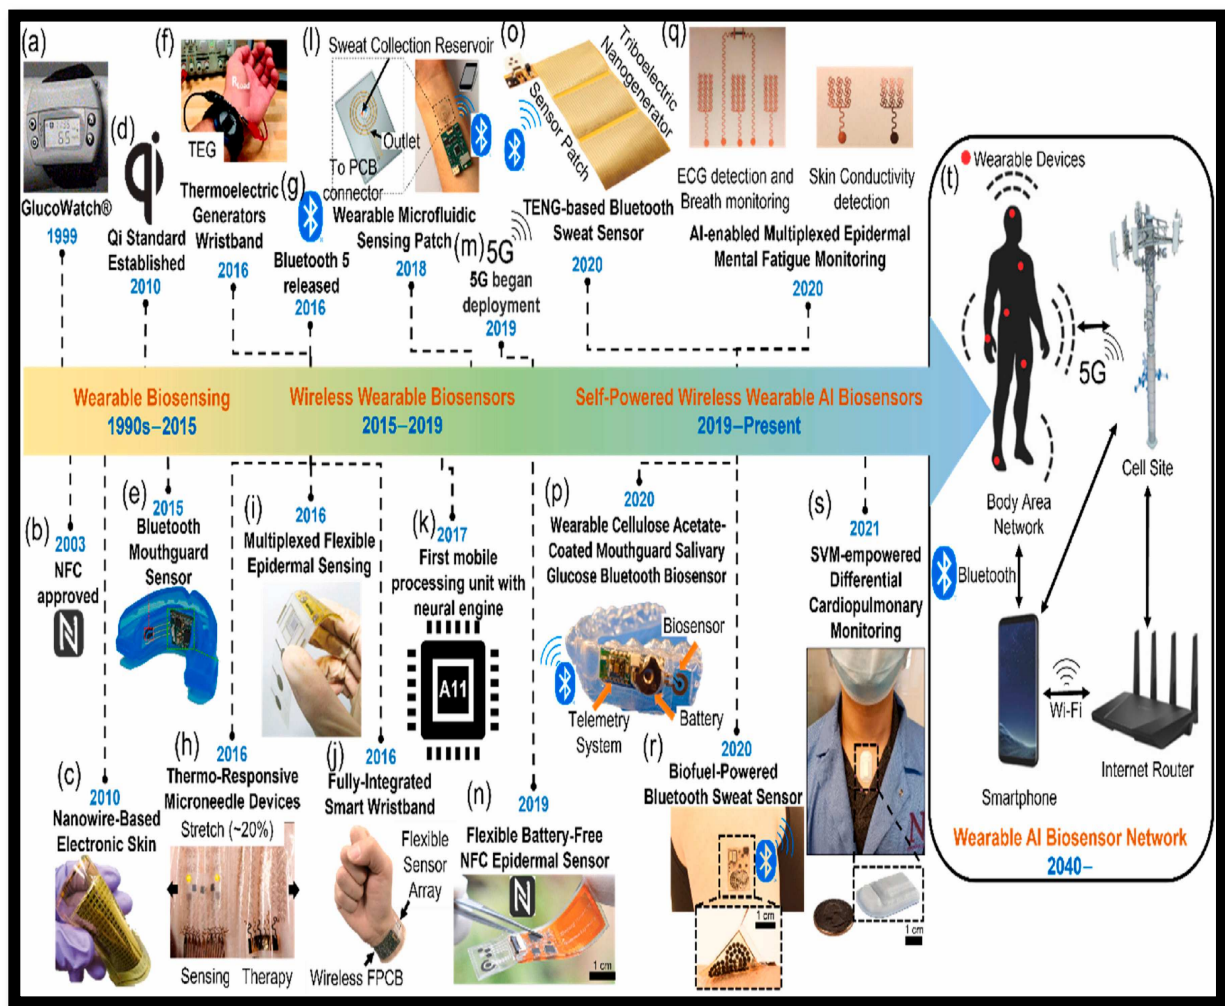 (a)
GlucoWatch®
1999
(d)
Qi Standard
Established
2010
(f)
TEG
Thermoelectric
Generators
Wristband
2016
(g)
Bluetooth 5
released
2016
(l)
Sweat Collection Reservoir
Outlet
To PCB
connector
Wearable Microfluidic
Sensing Patch
2018
(m)
5G
5G began
deployment
2019
(o)
Triboelectric
Nanogenerator
Sensor Patch
TENG-based Bluetooth
Sweat Sensor
2020
(q)
ECG detection and
Breath monitoring
Skin Conductivity
detection
AI-enabled Multiplexed Epidermal
Mental Fatigue Monitoring
2020
Wearable Biosensing
1990s–2015
Wireless Wearable Biosensors
2015–2019
Self-Powered Wireless Wearable AI Biosensors
2019–Present
(b)
2003
NFC
approved
(c)
2010
Nanowire-Based
Electronic Skin
(e)
2015
Bluetooth
Mouthguard
Sensor
(h)
2016
Thermo-Responsive
Microneedle Devices
Stretch (~20%)
Sensing
Therapy
(i)
2016
Multiplexed Flexible
Epidermal Sensing
(j)
2016
Fully-Integrated
Smart Wristband
Flexible
Sensor
Array
Wireless FPCB
(k)
2017
First mobile
processing unit with
neural engine
A11
(n)
2019
Flexible Battery-Free
NFC Epidermal Sensor
1 cm
(p)
2020
Wearable Cellulose Acetate-
Coated Mouthguard Salivary
Glucose Bluetooth Biosensor
Biosensor
Telemetry
System
Battery
(r)
2020
Biofuel-Powered
Bluetooth Sweat Sensor
1 cm
(s)
2021
SVM-empowered
Differential
Cardiopulmonary
Monitoring
1 cm
Wearable Devices
(t)
5G
Cell Site
Body Area
Network
Bluetooth
Wi-Fi
Smartphone
Internet Router
Wearable AI Biosensor Network
2040–